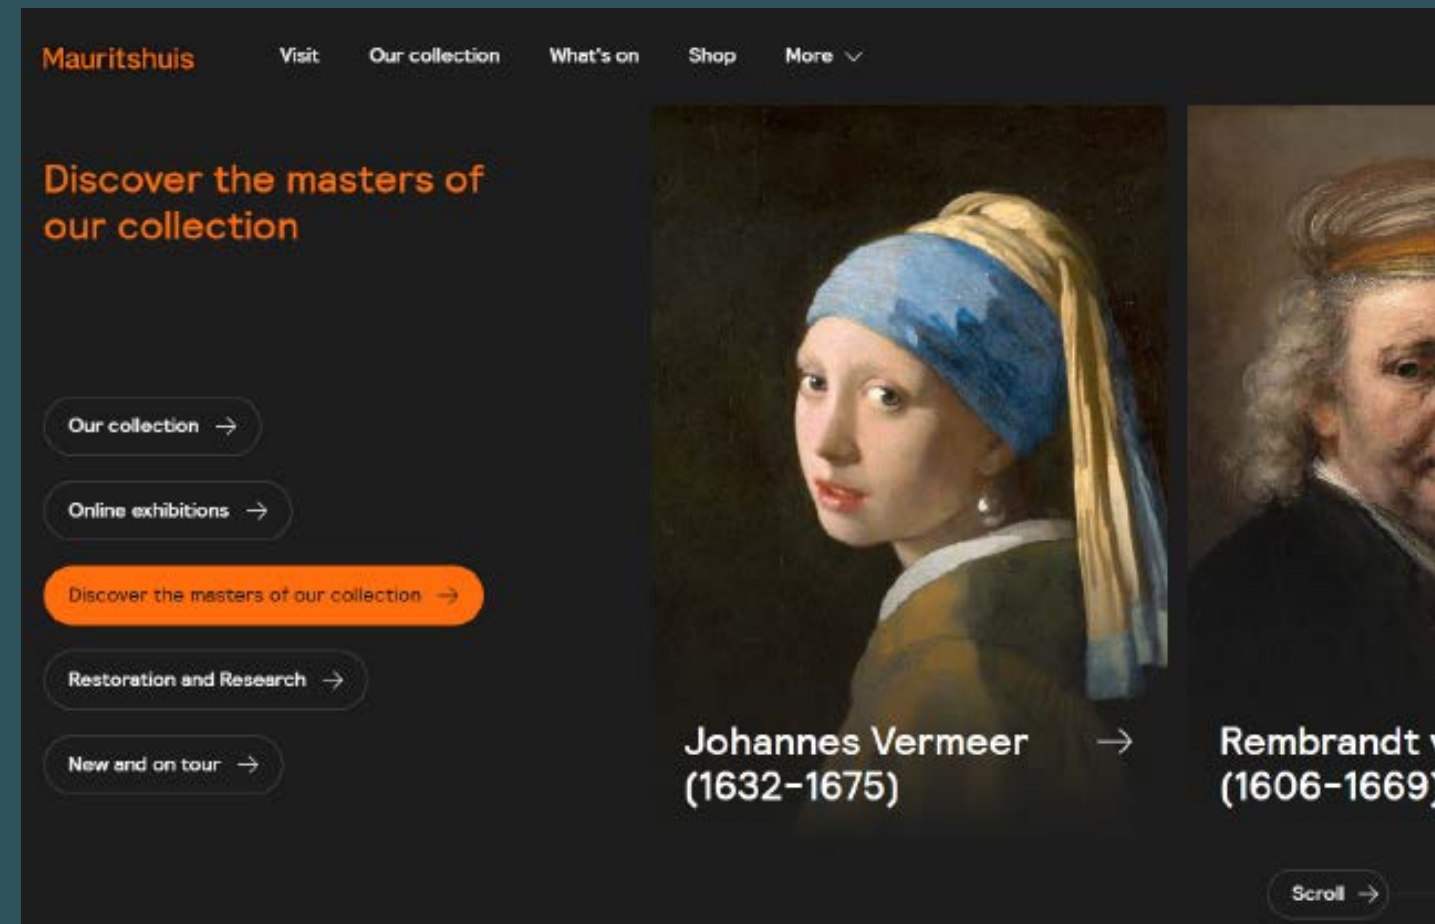 Mauritshuis
Visit
Our collection
What's on
Shop
More
Discover the masters of
our collection
Our collection
Online exhibitions
Discover the masters of our collection
Restoration and Research
New and on tour
Johannes Vermeer
(1632-1675)
Rembrandt
(1606-1669)
Scroll